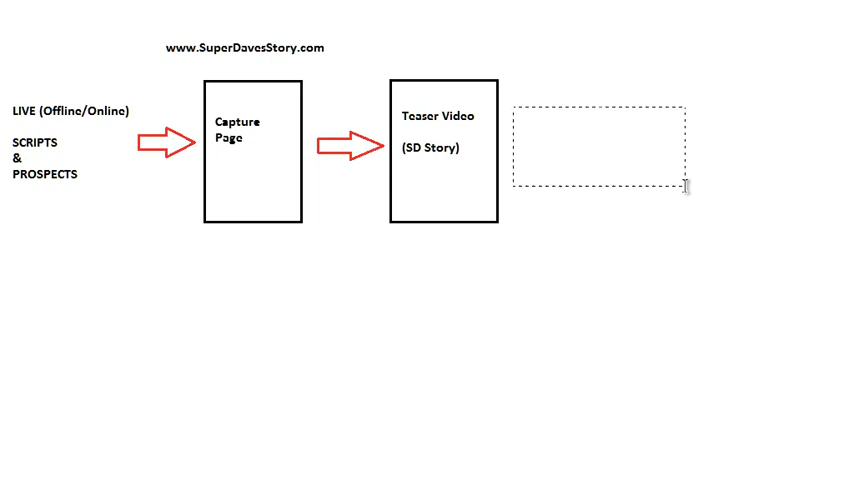 www.SuperDavesStory.com
LIVE (Offline/Online)
SCRIPTS
&
PROSPECTS
Capture
Page
Teaser Video
(SD Story)